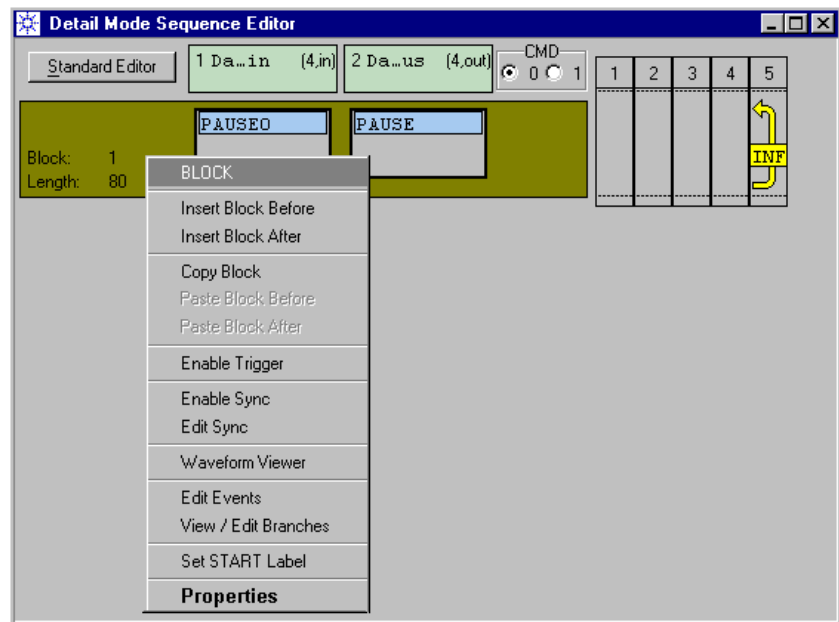 Detail Mode Sequence Editor
Standard Editor
1 Da…in (4,in)
2 Da…us (4,out)
CMD
0 1
1 2 3 4 5
PAUSE0
PAUSE
Block: 1
Length: 80
INF
BLOCK
Insert Block Before
Insert Block After
Copy Block
Paste Block Before
Paste Block After
Enable Trigger
Enable Sync
Edit Sync
Waveform Viewer
Edit Events
View / Edit Branches
Set START Label
Properties